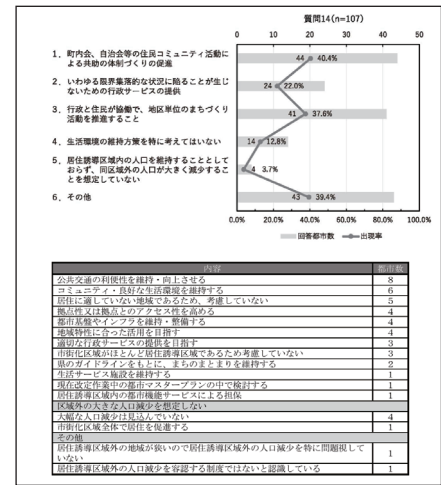 質問14(n=107)
0 10 20 30 40 50
1．町内会、自治会等の住民コミュニティ活動に
よる共助の体制づくりの促進
44 40.4%
2．いわゆる限界集落的な状況に陥ることが生じ
ないための行政サービスの提供
24 22.0%
3．行政と住民が協働で、地区単位のまちづくり
活動を推進すること
41 37.6%
4．生活環境の維持方策を特に考えてはいない
14 12.8%
5．居住誘導区域内の人口を維持することとして
おらず、同区域外の人口が大きく減少するこ
とを想定していない
4 3.7%
6．その他
43 39.4%
0.0% 20.0% 40.0% 60.0% 80.0% 100.0%
回答都市数 出現率
内容 都市数
公共交通の利便性を維持・向上させる 8
コミュニティ・良好な生活環境を維持する 6
居住に適していない地域であるため、考慮していない 5
拠点性又は拠点とのアクセス性を高める 4
都市基盤やインフラを維持・整備する 4
地域特性に合った活用を目指す 4
適切な行政サービスの提供を目指す 3
市街化区域がほとんど居住誘導区域であるため考慮していない 3
県のガイドラインをもとに、まちのまとまりを維持する 2
生活サービス施設を維持する 1
現在改定作業中の都市マスタープランの中で検討する 1
居住誘導区域内の都市機能サービスによる担保 1
区域外の大きな人口減少を想定しない
大幅な人口減少は見込んでいない 4
市街化区域全体で居住を促進する 1
その他
居住誘導区域外の地域が狭いので居住誘導区域外の人口減少を特に問題視して
いない 1
居住誘導区域外の人口減少を容認する制度ではないと認識している 1